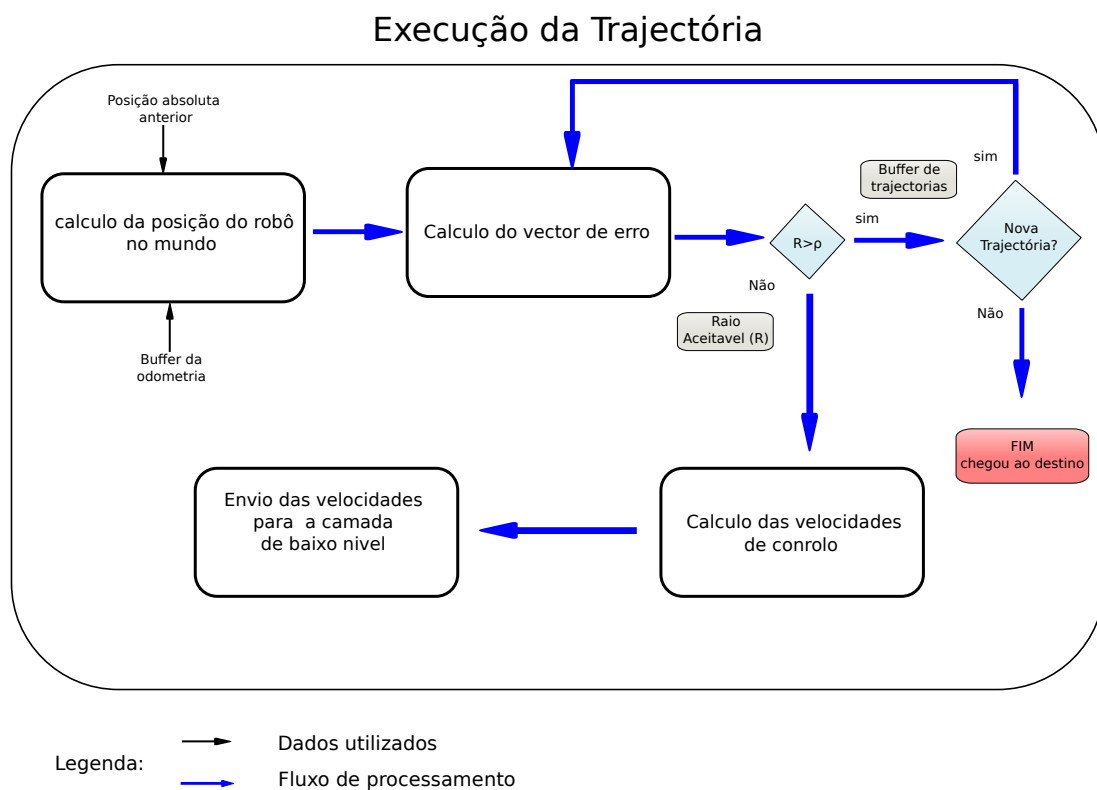 Execução da Trajectória
Posição absoluta
anterior
calculo da posição do robô
no mundo
Buffer da
odometria
Calculo do vector de erro
R>ρ
sim
Não
Raio
Aceitavel (R)
Buffer de
trajectorias
sim
Nova
Trajectória?
Não
FIM
chegou ao destino
Calculo das velocidades
de conrolo
Envio das velocidades
para a camada
de baixo nivel
Legenda:
Dados utilizados
Fluxo de processamento